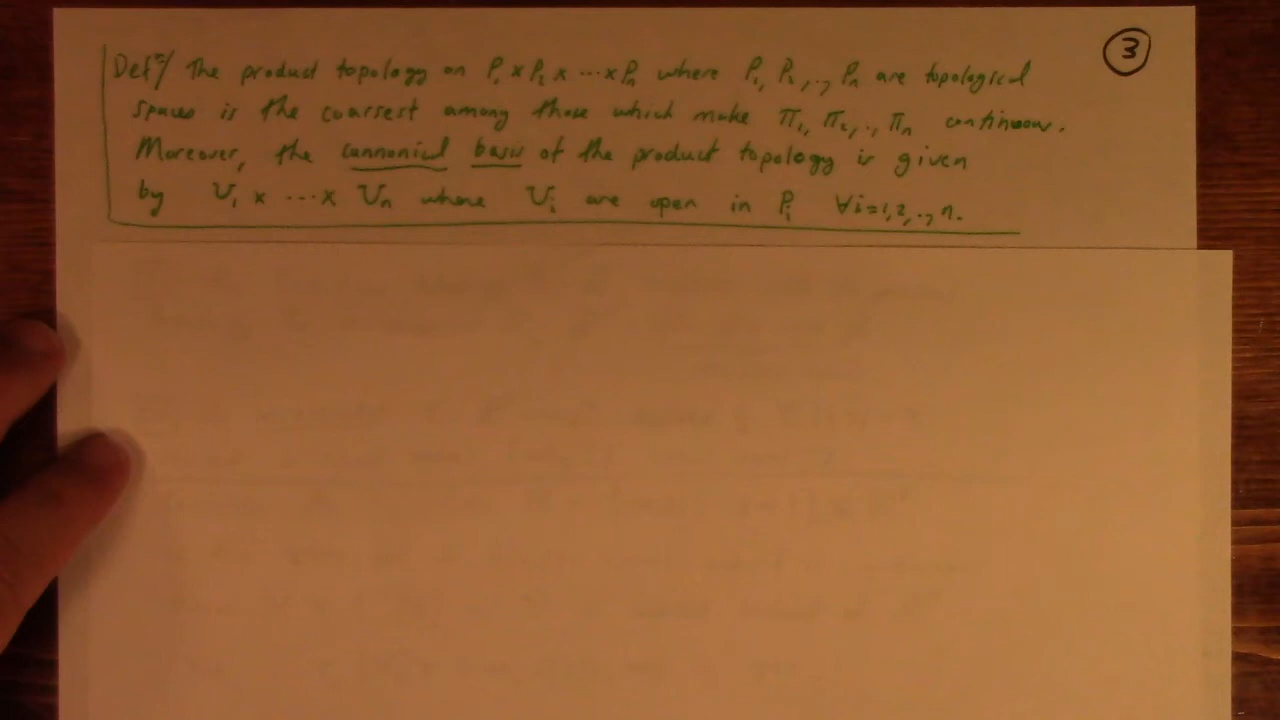 Def⁼/ The product topology on P₁ x P₂ x ... x Pₙ where P₁, P₂, .., Pₙ are topological
spaces is the coarsest among those which make π₁, π₂, .., πₙ continuous.
Moreover, the cannonical basis of the product topology is given
by U₁ x ... x Uₙ where Uᵢ are open in Pᵢ ∀i=1,2,..,n.
3